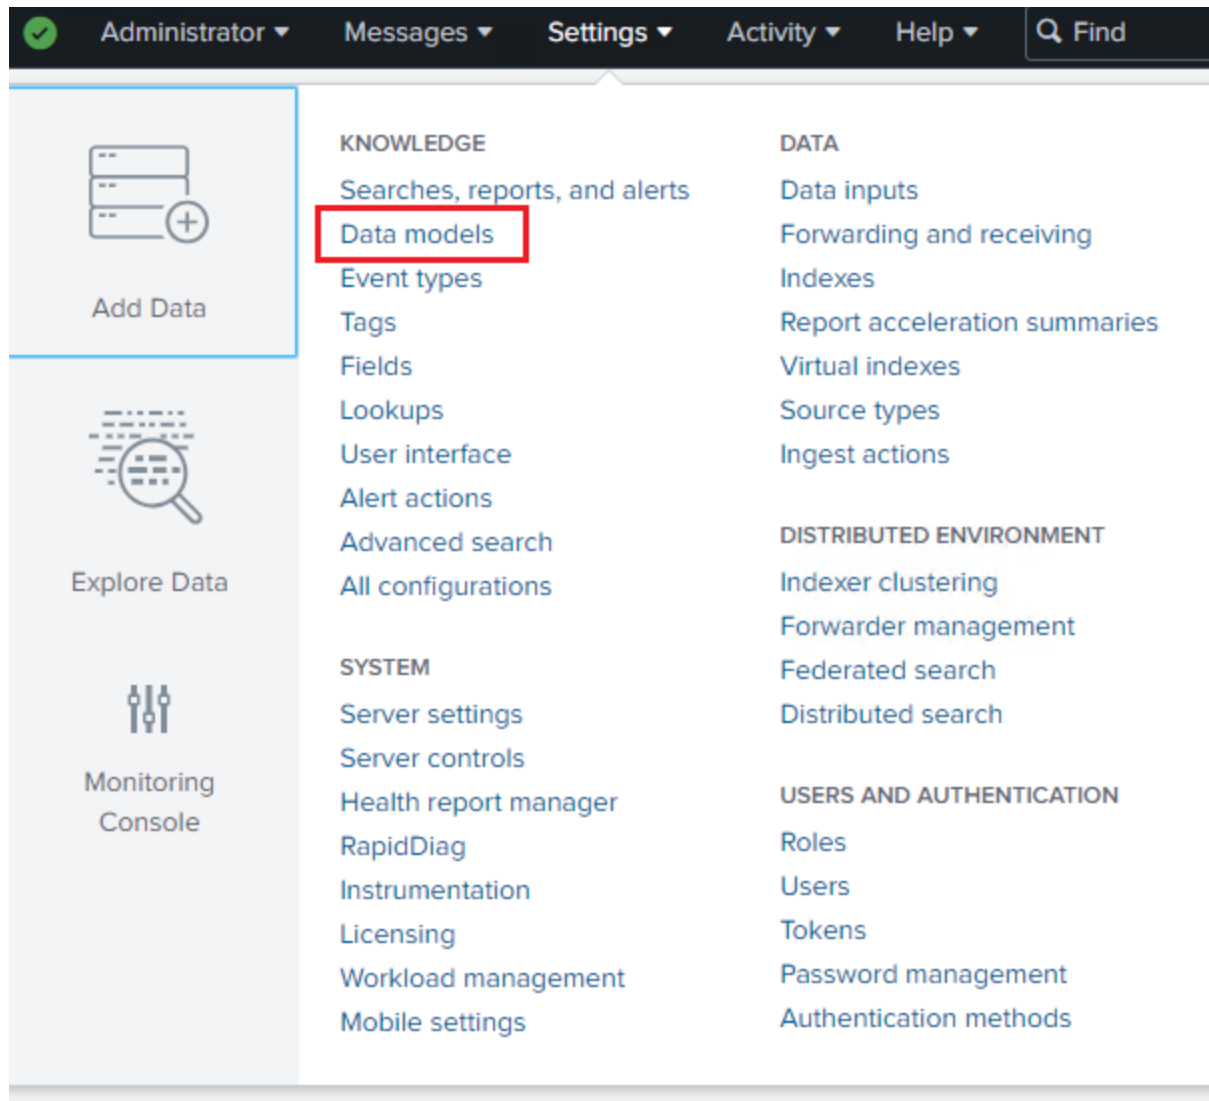 Administrator Messages Settings Activity Help Find
Add Data
Explore Data
Monitoring
Console
KNOWLEDGE
Searches, reports, and alerts
Data models
Event types
Tags
Fields
Lookups
User interface
Alert actions
Advanced search
All configurations
SYSTEM
Server settings
Server controls
Health report manager
RapidDiag
Instrumentation
Licensing
Workload management
Mobile settings
DATA
Data inputs
Forwarding and receiving
Indexes
Report acceleration summaries
Virtual indexes
Source types
Ingest actions
DISTRIBUTED ENVIRONMENT
Indexer clustering
Forwarder management
Federated search
Distributed search
USERS AND AUTHENTICATION
Roles
Users
Tokens
Password management
Authentication methods